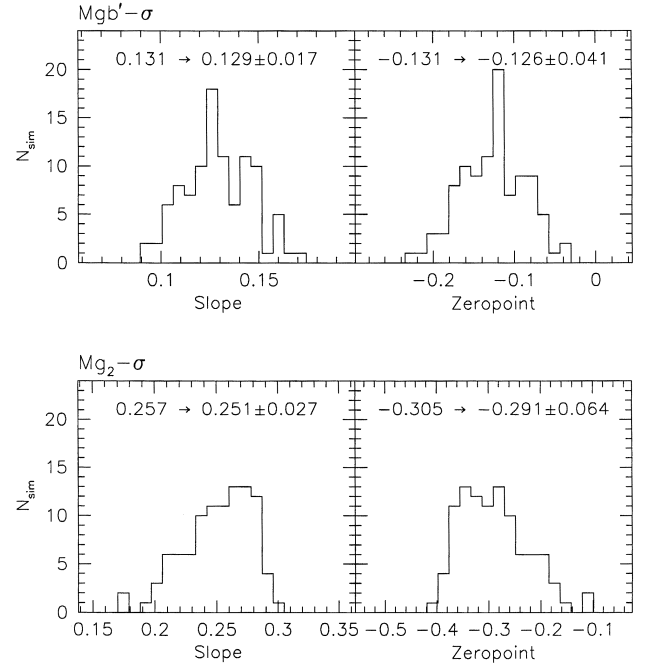 Mgb′−σ
0.131 → 0.129±0.017
−0.131 → −0.126±0.041
20
15
10
5
0
N_sim
0.1 0.15
−0.2 −0.1 0
Slope
Zeropoint
Mg₂−σ
0.257 → 0.251±0.027
−0.305 → −0.291±0.064
20
15
10
5
0
N_sim
0.15 0.2 0.25 0.3 0.35
−0.5 −0.4 −0.3 −0.2 −0.1
Slope
Zeropoint